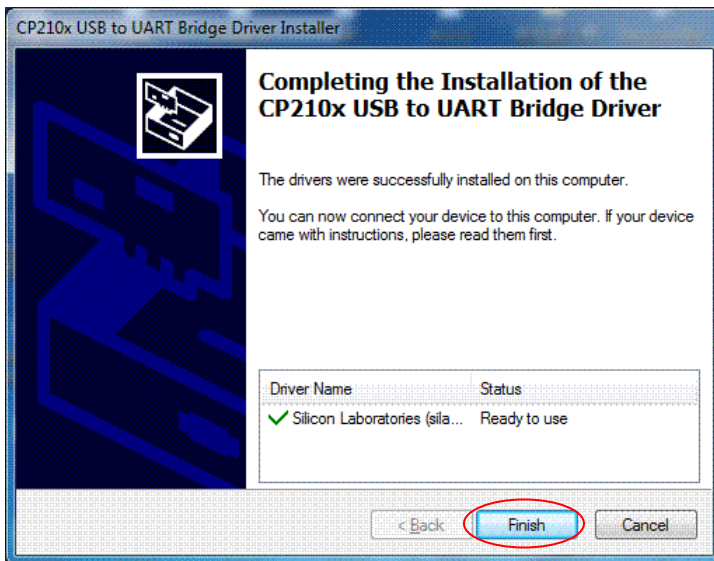 CP210x USB to UART Bridge Driver Installer
Completing the Installation of the
CP210x USB to UART Bridge Driver
The drivers were successfully installed on this computer.
You can now connect your device to this computer. If your device
came with instructions, please read them first.
Driver Name Status
Silicon Laboratories (sila... Ready to use
< Back Finish Cancel